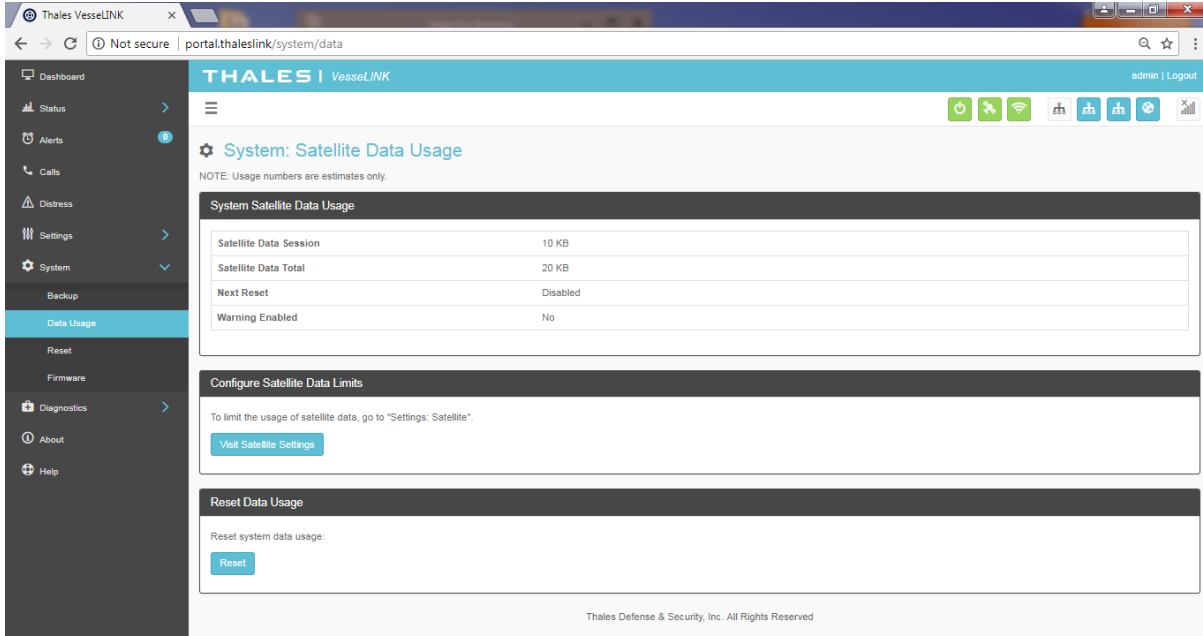 Thales VesseLINK
Not secure | portal.thaleslink/system/data
Dashboard
Status
Alerts 0
Calls
Distress
Settings
System
Backup
Data Usage
Reset
Firmware
Diagnostics
About
Help
THALES | VesseLINK
admin | Logout
System: Satellite Data Usage
NOTE: Usage numbers are estimates only.
System Satellite Data Usage
Satellite Data Session 10 KB
Satellite Data Total 20 KB
Next Reset Disabled
Warning Enabled No
Configure Satellite Data Limits
To limit the usage of satellite data, go to "Settings: Satellite".
Visit Satellite Settings
Reset Data Usage
Reset system data usage:
Reset
Thales Defense & Security, Inc. All Rights Reserved